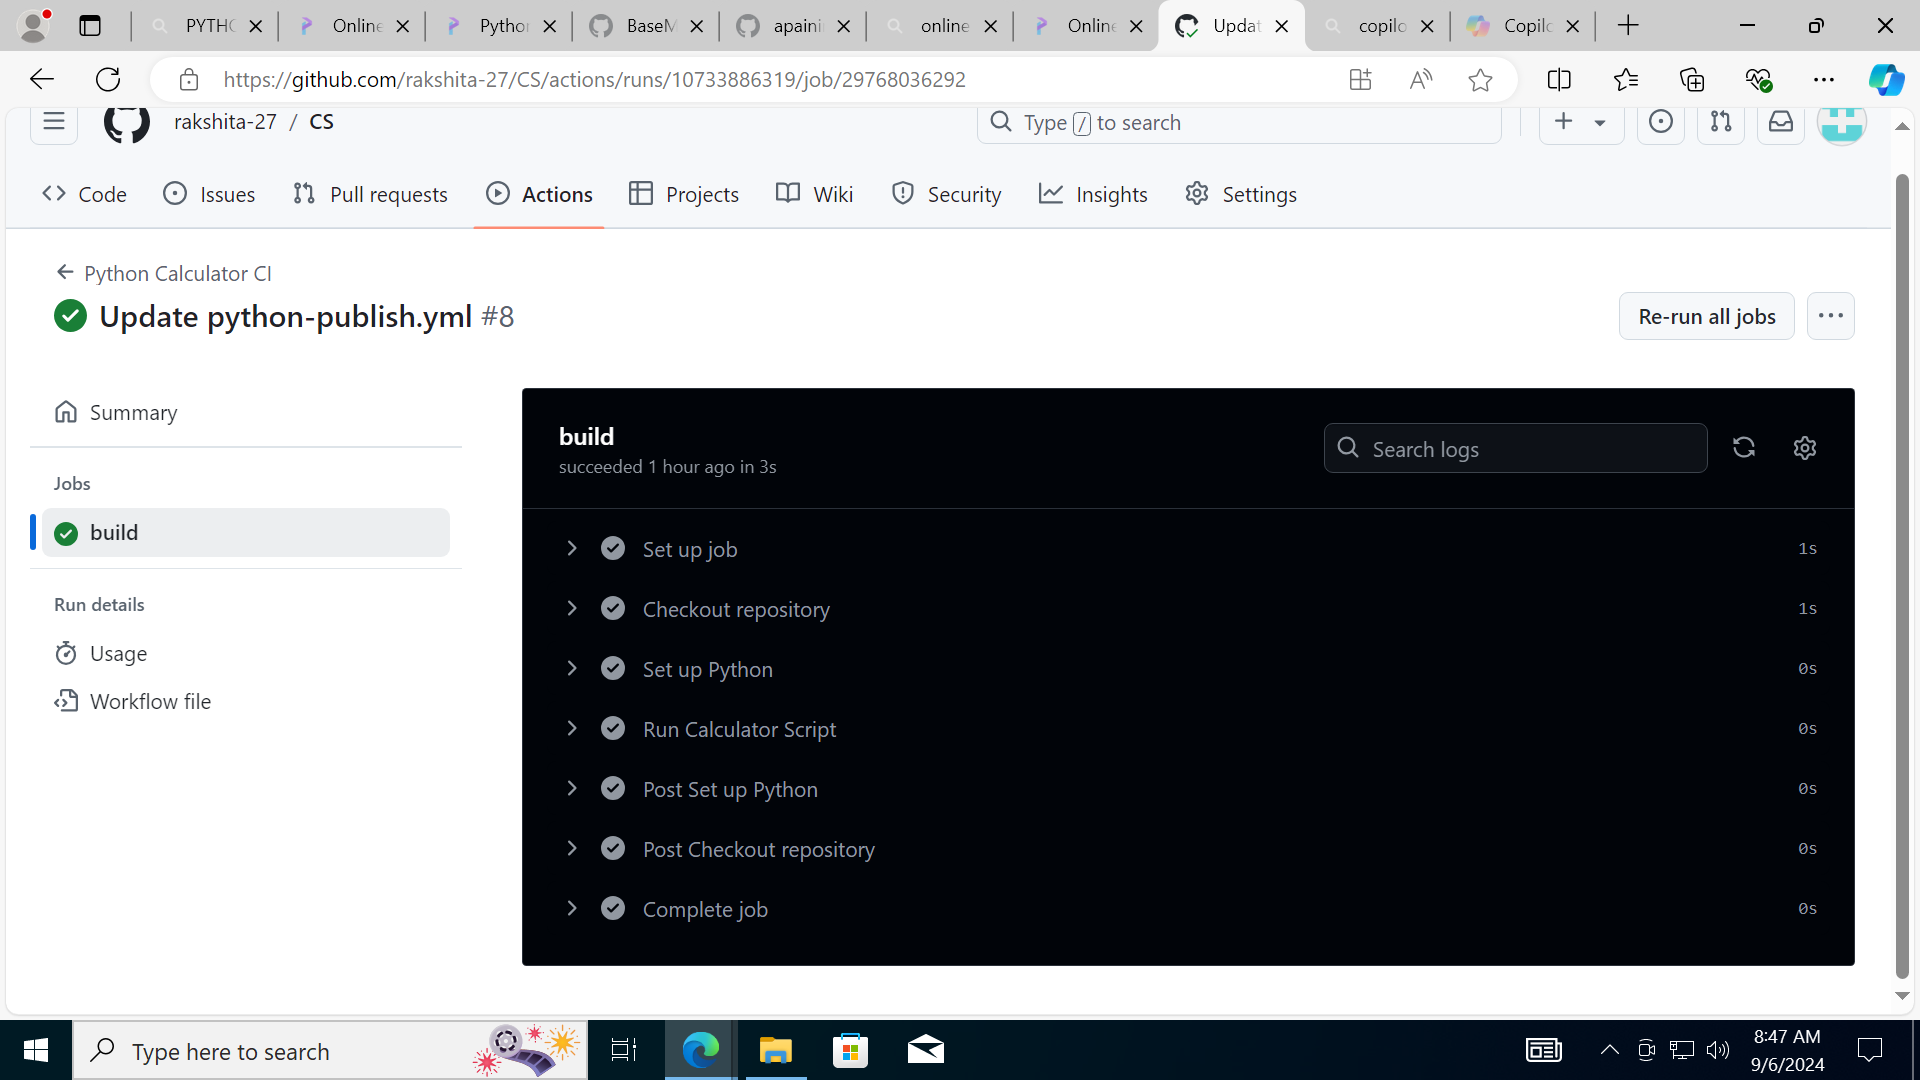 PYTHO
Online
Python
BaseM
apainin
online
Online
Updat
copilo
Copilo
https://github.com/rakshita-27/CS/actions/runs/10733886319/job/29768036292
rakshita-27 / CS
Type / to search
Code
Issues
Pull requests
Actions
Projects
Wiki
Security
Insights
Settings
Python Calculator CI
Update python-publish.yml #8
Re-run all jobs
Summary
Jobs
build
Run details
Usage
Workflow file
build
succeeded 1 hour ago in 3s
Search logs
Set up job 1s
Checkout repository 1s
Set up Python 0s
Run Calculator Script 0s
Post Set up Python 0s
Post Checkout repository 0s
Complete job 0s
Type here to search
8:47 AM
9/6/2024